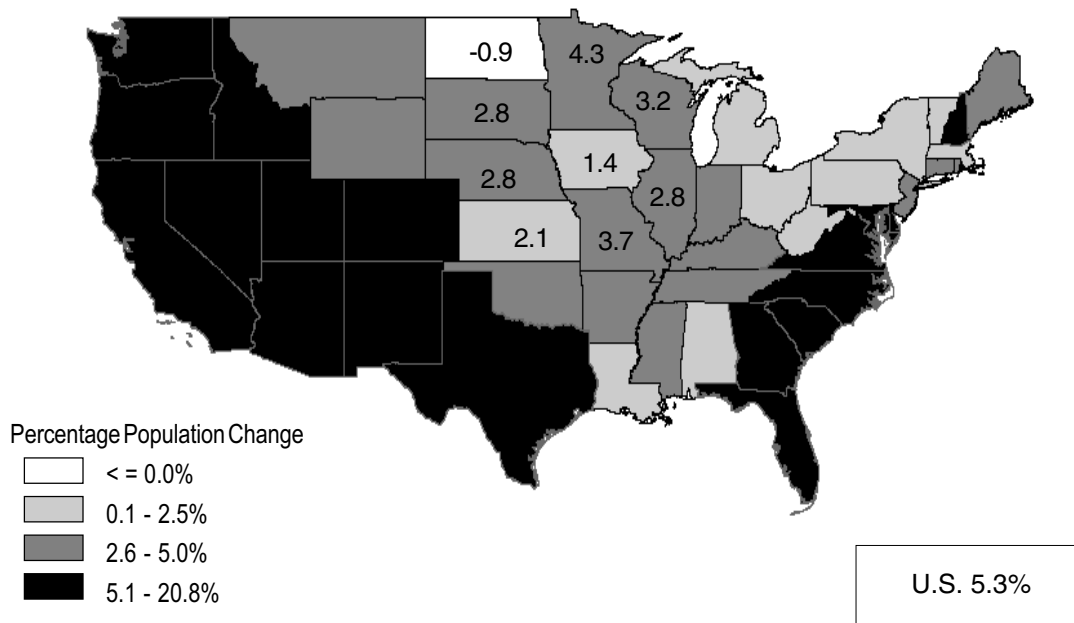 -0.9
4.3
3.2
2.8
1.4
2.8
2.8
2.1
3.7
Percentage Population Change
< = 0.0%
0.1 - 2.5%
2.6 - 5.0%
5.1 - 20.8%
U.S. 5.3%